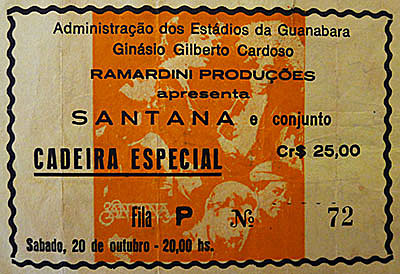 Administração dos Estádios da Guanabara
Ginásio Gilberto Cardoso
RAMARDINI PRODUÇÕES
apresenta
SANTANA e conjunto
CADEIRA ESPECIAL Cr$ 25,00
SANTANA
Fila P Nº 72
Sabado, 20 de outubro - 20,00 hs.